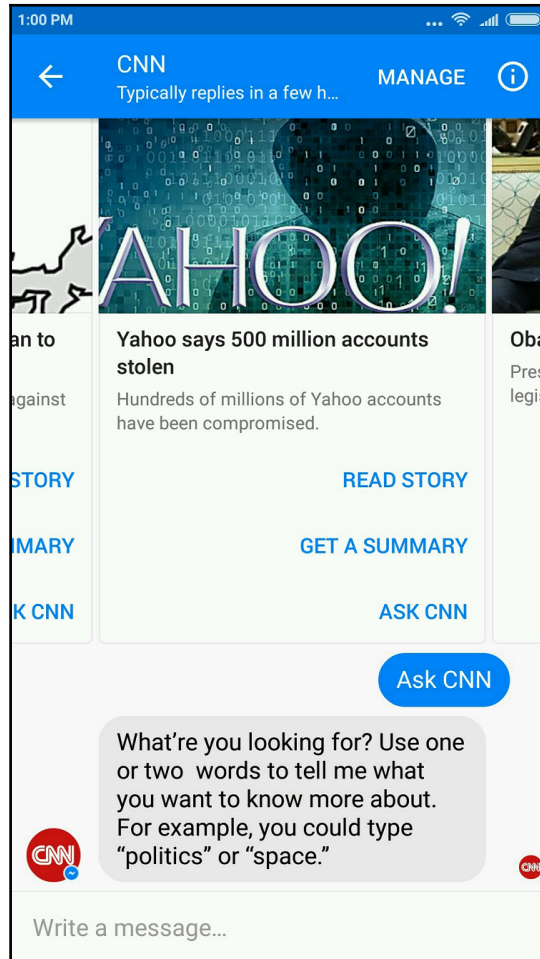 1:00 PM
CNN
Typically replies in a few h...
MANAGE
YAHOO!
an to
Yahoo says 500 million accounts
stolen
Oba
against
Hundreds of millions of Yahoo accounts
have been compromised.
Pres
legi
STORY
READ STORY
MMARY
GET A SUMMARY
K CNN
ASK CNN
Ask CNN
What’re you looking for? Use one
or two  words to tell me what
you want to know more about.
For example, you could type
“politics” or “space.”
CNN
CNN
Write a message...